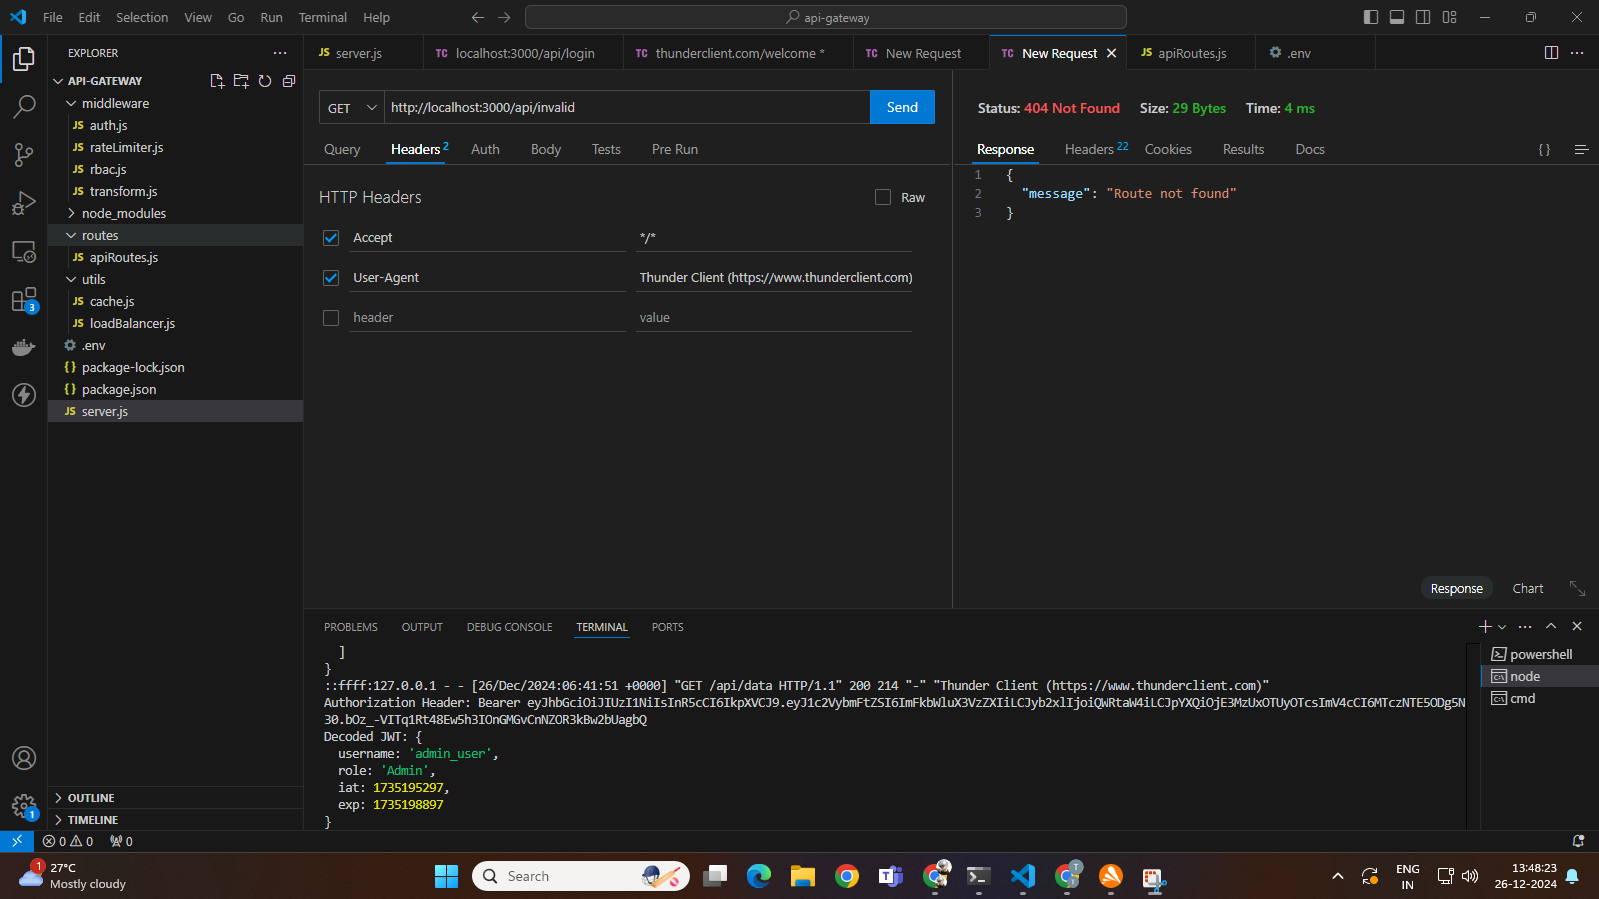 File Edit Selection View Go Run Terminal Help
api-gateway
EXPLORER
API-GATEWAY
middleware
JS auth.js
JS rateLimiter.js
JS rbac.js
JS transform.js
node_modules
routes
JS apiRoutes.js
utils
JS cache.js
JS loadBalancer.js
.env
{} package-lock.json
{} package.json
JS server.js
OUTLINE
TIMELINE
3
1
JS server.js
TC localhost:3000/api/login
TC thunderclient.com/welcome *
TC New Request
TC New Request
JS apiRoutes.js
.env
GET http://localhost:3000/api/invalid Send
Query Headers 2 Auth Body Tests Pre Run
HTTP Headers Raw
Accept */*
User-Agent Thunder Client (https://www.thunderclient.com)
header value
Status: 404 Not Found Size: 29 Bytes Time: 4 ms
Response Headers 22 Cookies Results Docs { }
1 {
2 "message": "Route not found"
3 }
Response Chart
PROBLEMS OUTPUT DEBUG CONSOLE TERMINAL PORTS
]
}
::ffff:127.0.0.1 - - [26/Dec/2024:06:41:51 +0000] "GET /api/data HTTP/1.1" 200 214 "-" "Thunder Client (https://www.thunderclient.com)"
Authorization Header: Bearer eyJhbGciOiJIUzI1NiIsInR5cCI6IkpXVCJ9.eyJ1c2VybmFtZSI6ImFkbWluX3VzZXIiLCJyb2xlIjoiQWRtaW4iLCJpYXQiOjE3MzUxOTUyOTcsImV4cCI6MTczNTE5ODg5N
30.bOz_-VITq1Rt48Ew5h3IOnGMGvCnNZOR3kBw2bUagbQ
Decoded JWT: {
username: 'admin_user',
role: 'Admin',
iat: 1735195297,
exp: 1735198897
}
powershell
node
cmd
0 0 0
1
27°C
Mostly cloudy
Search
ENG
IN
13:48:23
26-12-2024